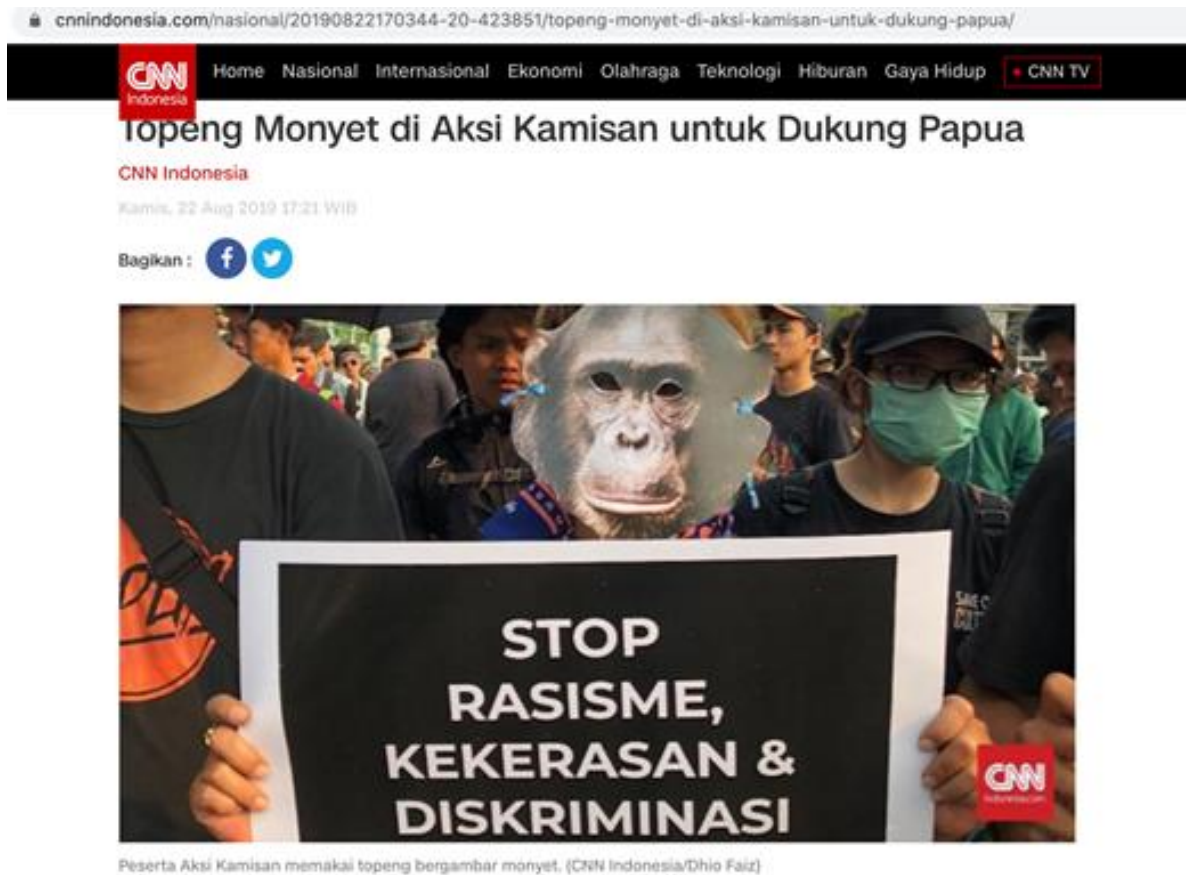 cnnindonesia.com/nasional/20190822170344-20-423851/topeng-monyet-di-aksi-kamisan-untuk-dukung-papua/
CNN Indonesia
Home Nasional Internasional Ekonomi Olahraga Teknologi Hiburan Gaya Hidup • CNN TV
Topeng Monyet di Aksi Kamisan untuk Dukung Papua
CNN Indonesia
Kamis, 22 Aug 2019 17:21 WIB
Bagikan :
STOP
RASISME,
KEKERASAN &
DISKRIMINASI
CNN
Peserta Aksi Kamisan memakai topeng bergambar monyet. (CNN Indonesia/Dhio Faiz)